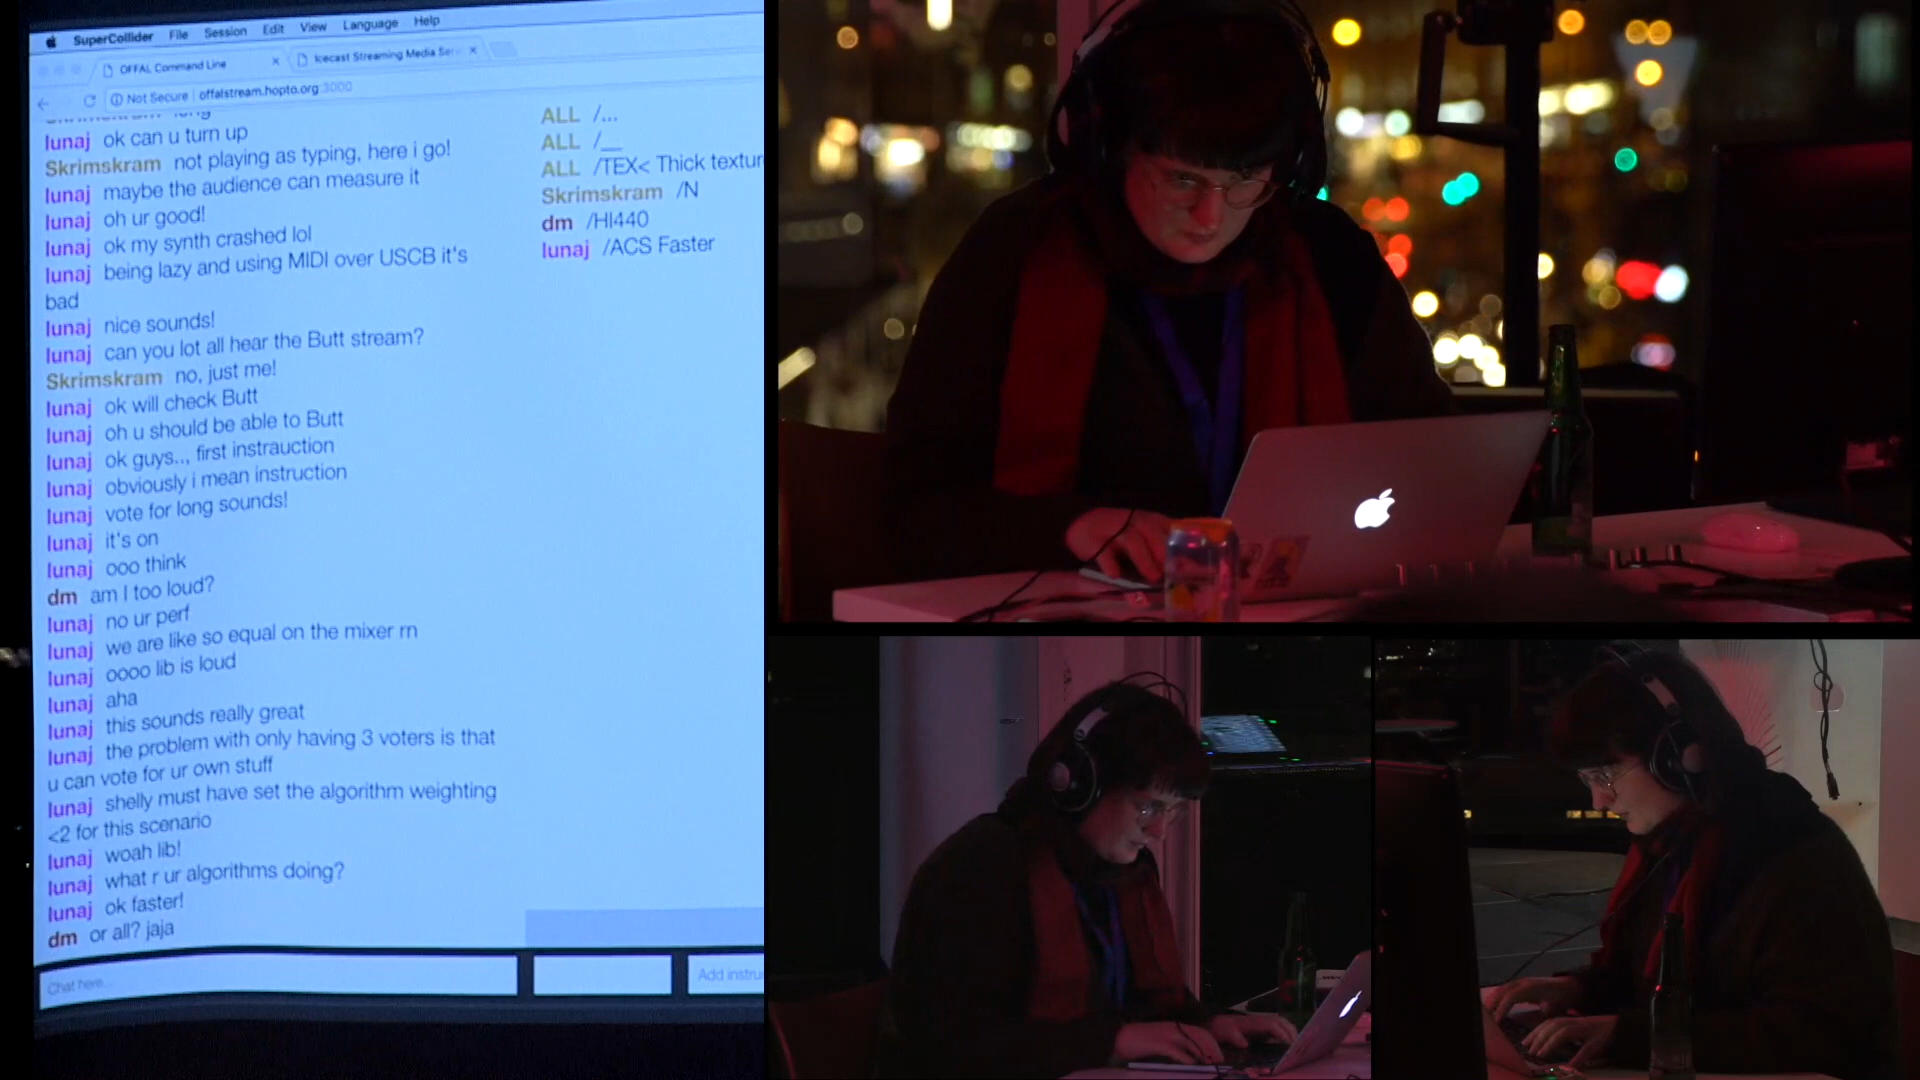 SuperCollider File Session Edit View Language Help
OFFAL Command Line
Icecast Streaming Media Ser
Not Secure offalstream.hopto.org:3000
lunaj ok can u turn up
Skrimskram not playing as typing, here i go!
lunaj maybe the audience can measure it
lunaj oh ur good!
lunaj ok my synth crashed lol
lunaj being lazy and using MIDI over USCB it's
bad
lunaj nice sounds!
lunaj can you lot all hear the Butt stream?
Skrimskram no, just me!
lunaj ok will check Butt
lunaj oh u should be able to Butt
lunaj ok guys.., first instrauction
lunaj obviously i mean instruction
lunaj vote for long sounds!
lunaj it's on
lunaj ooo think
dm am I too loud?
lunaj no ur perf
lunaj we are like so equal on the mixer rn
lunaj oooo lib is loud
lunaj aha
lunaj this sounds really great
lunaj the problem with only having 3 voters is that
u can vote for ur own stuff
lunaj shelly must have set the algorithm weighting
<2 for this scenario
lunaj woah lib!
lunaj what r ur algorithms doing?
lunaj ok faster!
dm or all? jaja
Chat here...
ALL /...
ALL /__
ALL /TEX< Thick textur
Skrimskram /N
dm /HI440
lunaj /ACS Faster
Add instru